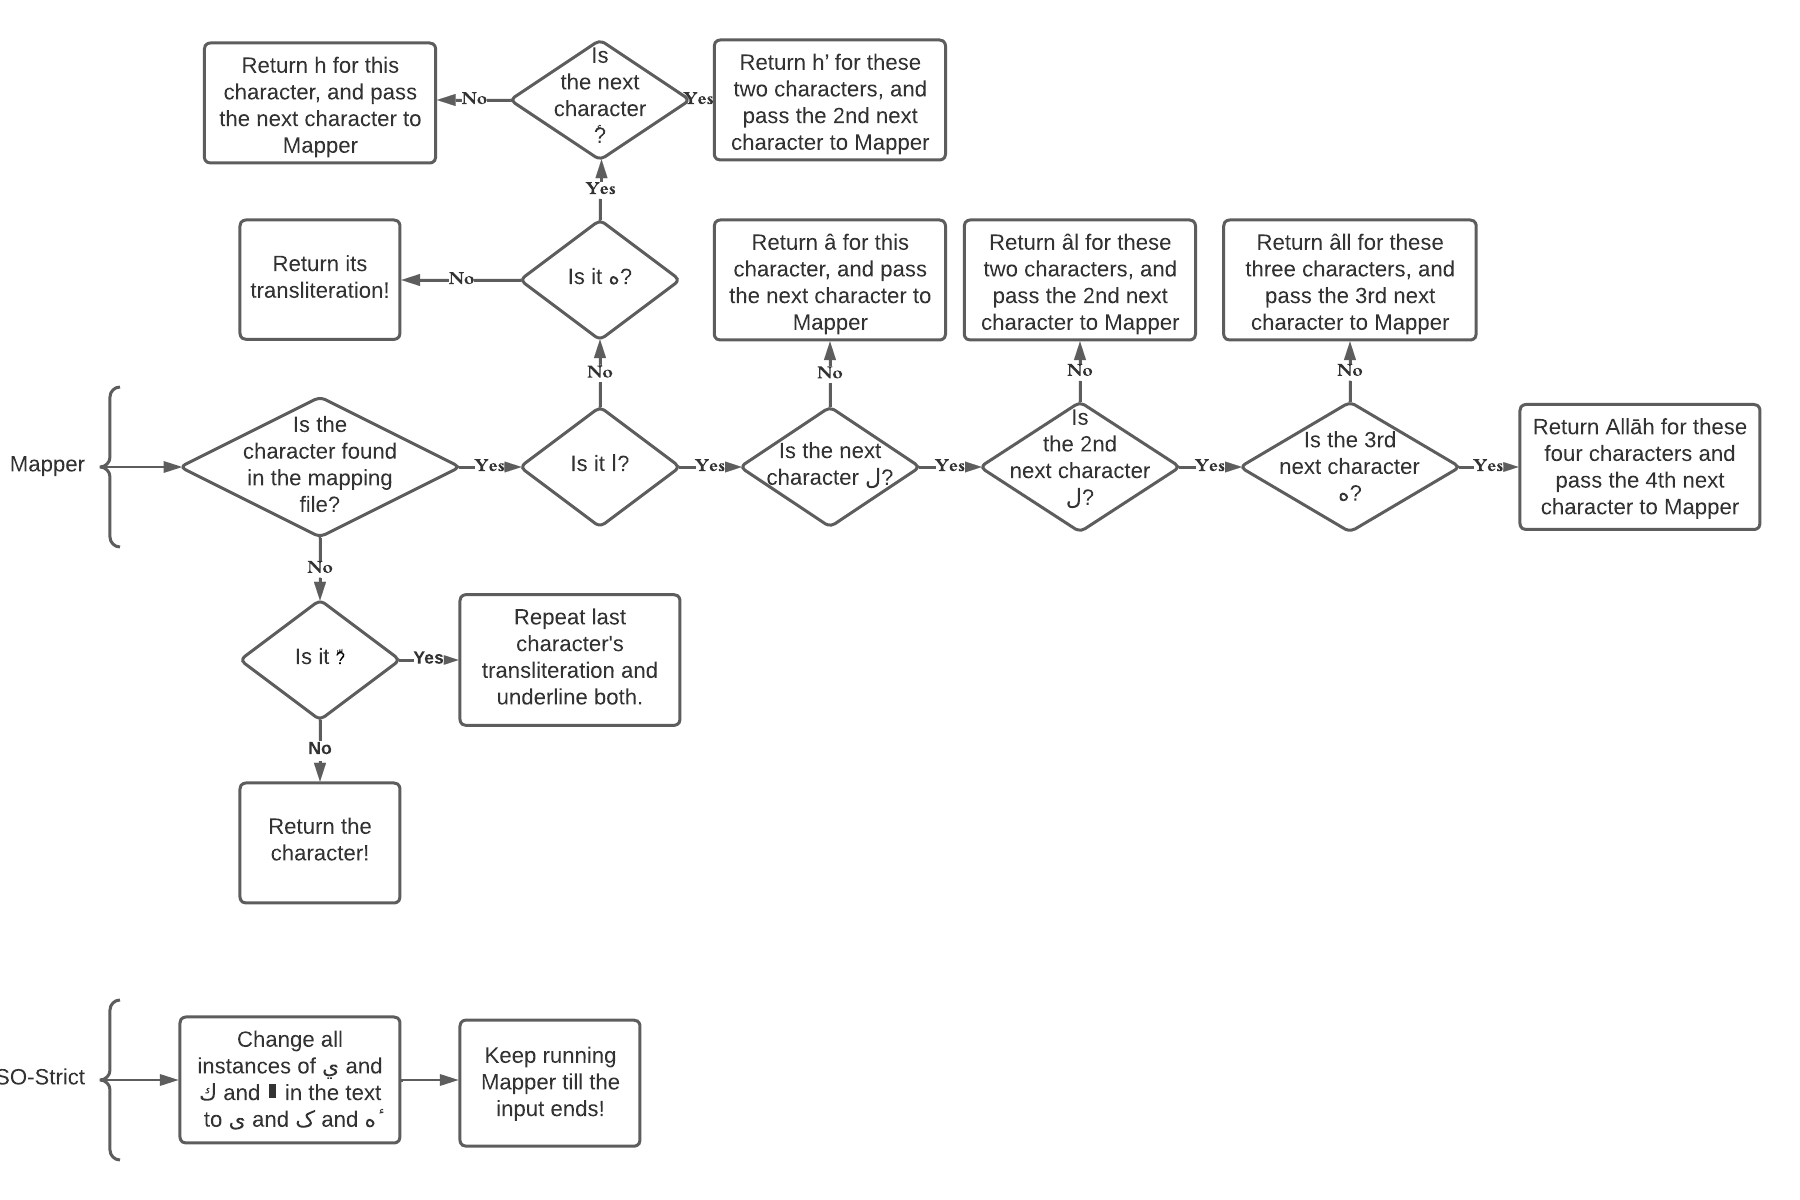 Return h for this
character, and pass
the next character to
Mapper
No
Is
the next
character
?
Yes
Return h’ for these
two characters, and
pass the 2nd next
character to Mapper
Yes
Return its
transliteration!
No
Is it ه?
Return â for this
character, and pass
the next character to
Mapper
Return âl for these
two characters, and
pass the 2nd next
character to Mapper
Return âll for these
three characters, and
pass the 3rd next
character to Mapper
No
No
No
No
Mapper
Is the
character found
in the mapping
file?
Yes
Is it ا?
Yes
Is the next
character ل?
Yes
Is
the 2nd
next character
ل?
Yes
Is the 3rd
next character
ه?
Yes
Return Allāh for these
four characters and
pass the 4th next
character to Mapper
No
Is it ?
Yes
Repeat last
character's
transliteration and
underline both.
No
Return the
character!
SO-Strict
Change all
instances of ي and
ك and in the text
to ی and ک and هٔ
Keep running
Mapper till the
input ends!